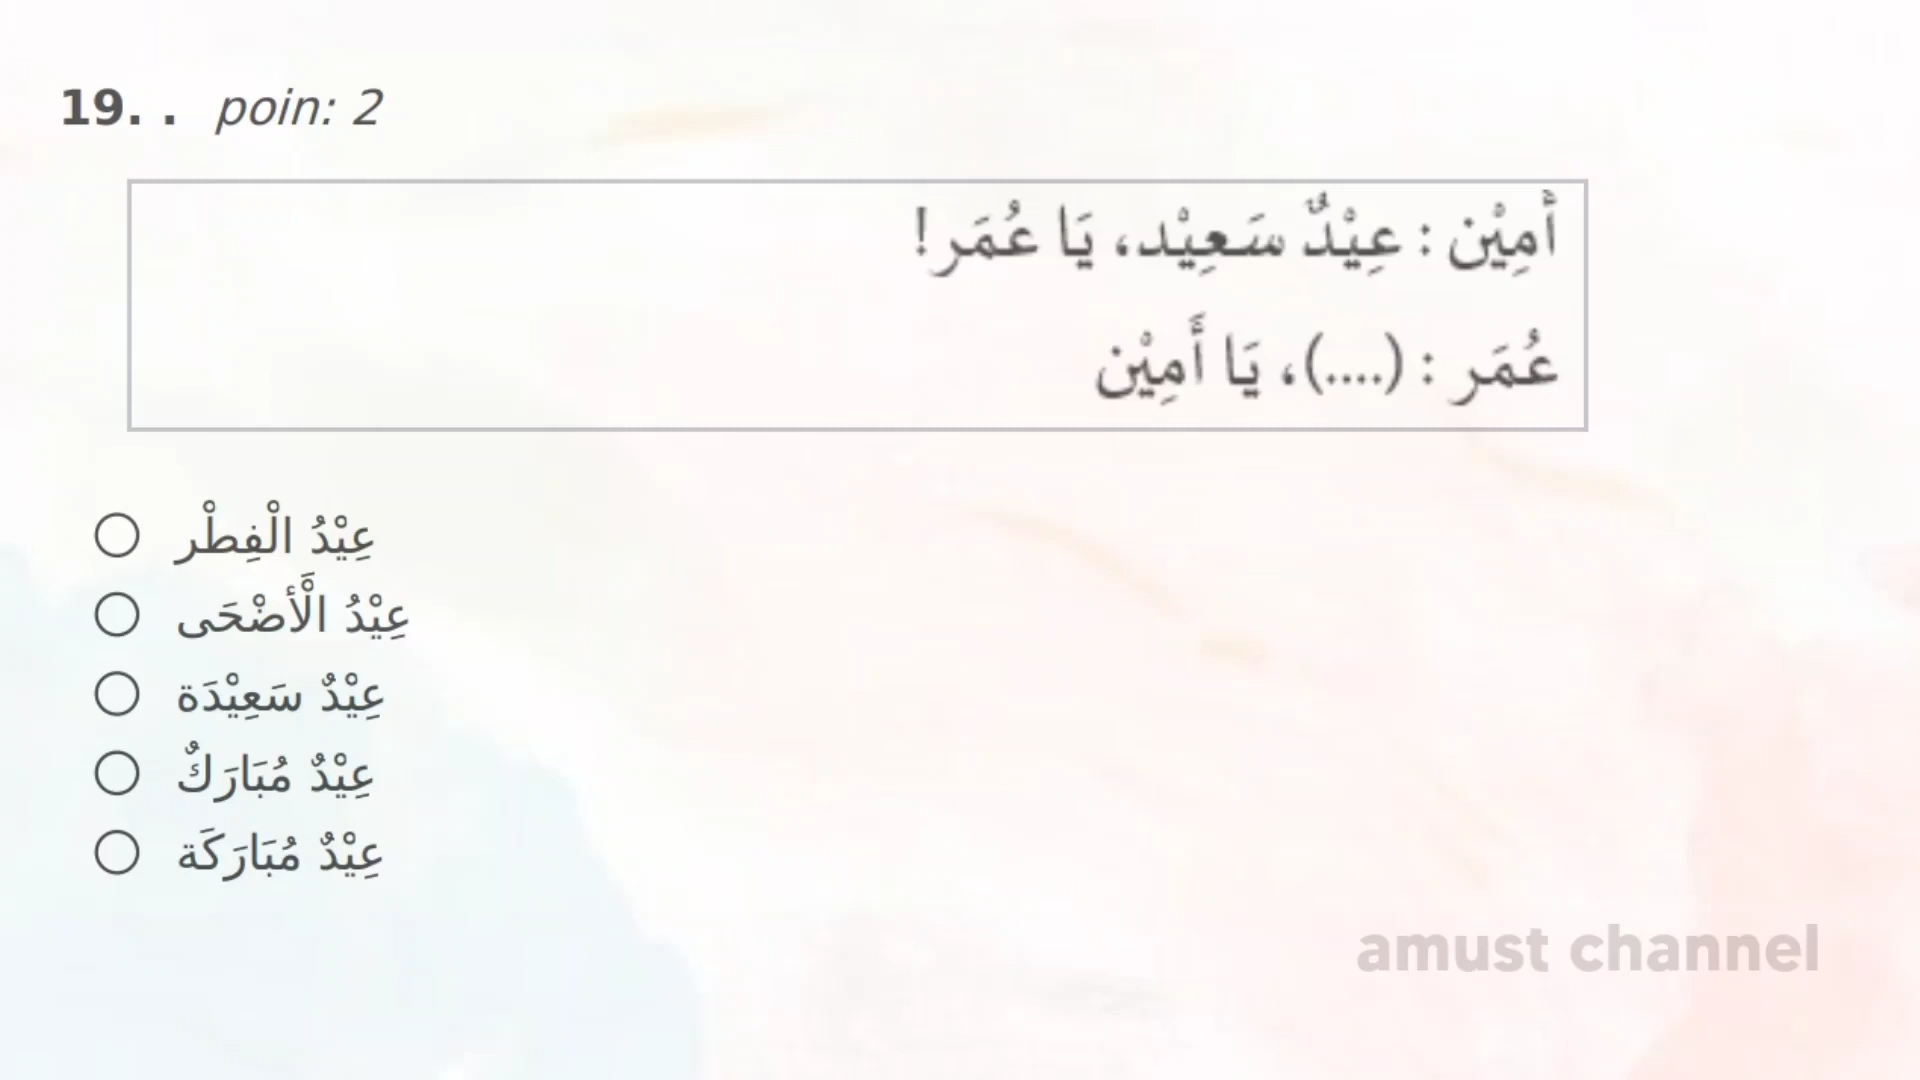 19. . poin: 2
أَمِيْن : عِيْدٌ سَعِيْد، يَا عُمَر!
عُمَر : (....)، يَا أَمِيْن
عِيْدُ الْفِطْر
عِيْدُ الْأَضْحَى
عِيْدٌ سَعِيْدَة
عِيْدٌ مُبَارَكٌ
عِيْدٌ مُبَارَكَة
amust channel